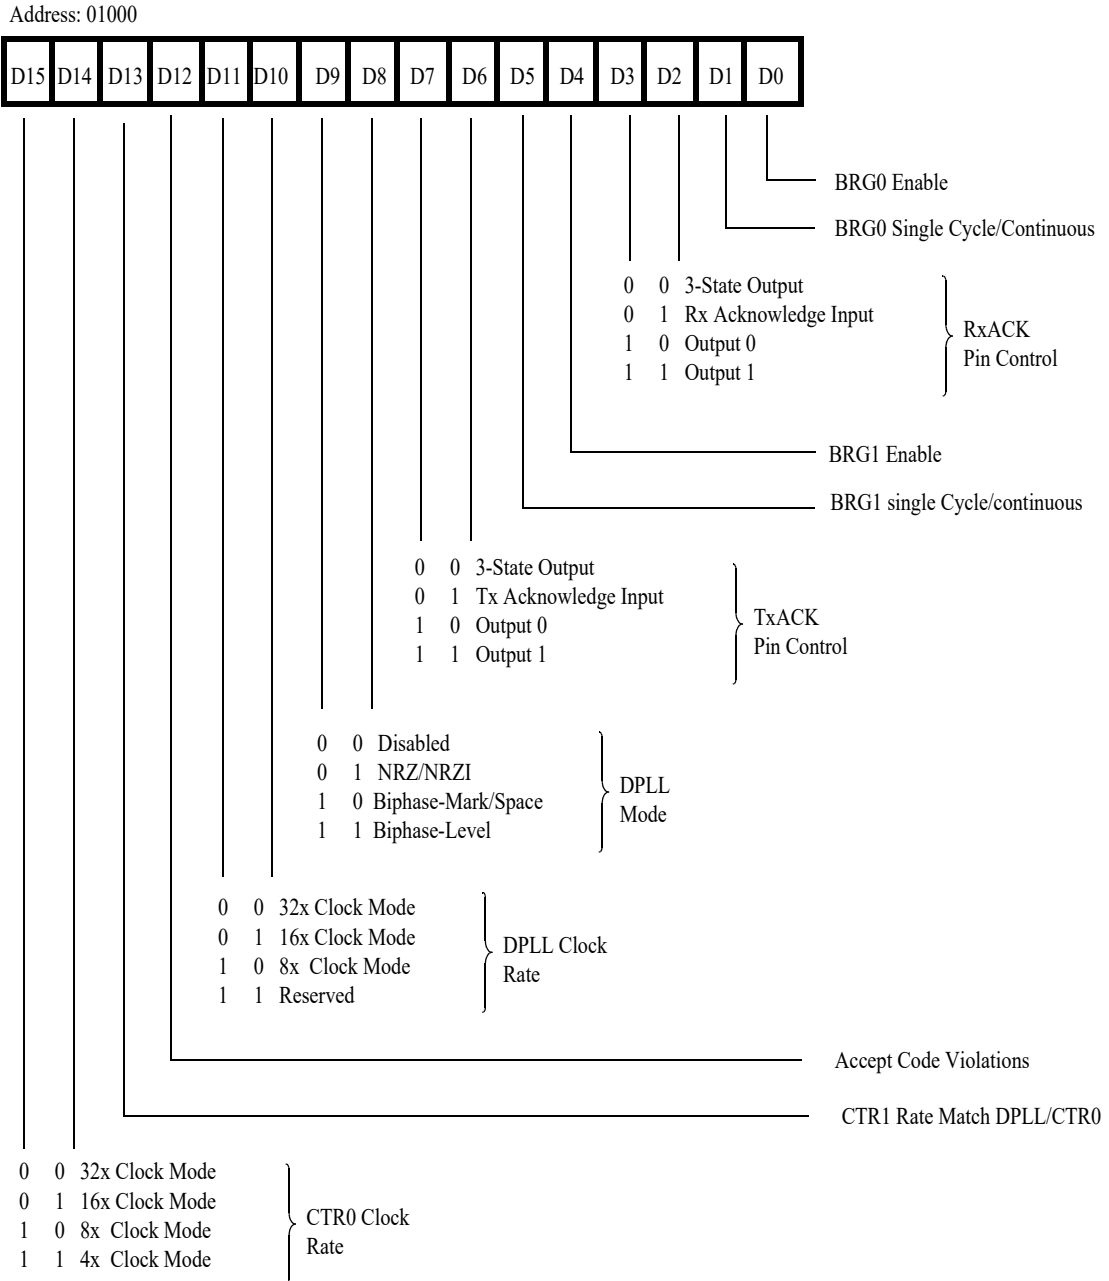 Address: 01000
D15 D14 D13 D12 D11 D10 D9 D8 D7 D6 D5 D4 D3 D2 D1 D0
BRG0 Enable
BRG0 Single Cycle/Continuous
0 0 3-State Output
0 1 Rx Acknowledge Input
1 0 Output 0
1 1 Output 1
RxACK
Pin Control
BRG1 Enable
BRG1 single Cycle/continuous
0 0 3-State Output
0 1 Tx Acknowledge Input
1 0 Output 0
1 1 Output 1
TxACK
Pin Control
0 0 Disabled
0 1 NRZ/NRZI
1 0 Biphase-Mark/Space
1 1 Biphase-Level
DPLL
Mode
0 0 32x Clock Mode
0 1 16x Clock Mode
1 0 8x Clock Mode
1 1 Reserved
DPLL Clock
Rate
Accept Code Violations
CTR1 Rate Match DPLL/CTR0
0 0 32x Clock Mode
0 1 16x Clock Mode
1 0 8x Clock Mode
1 1 4x Clock Mode
CTR0 Clock
Rate